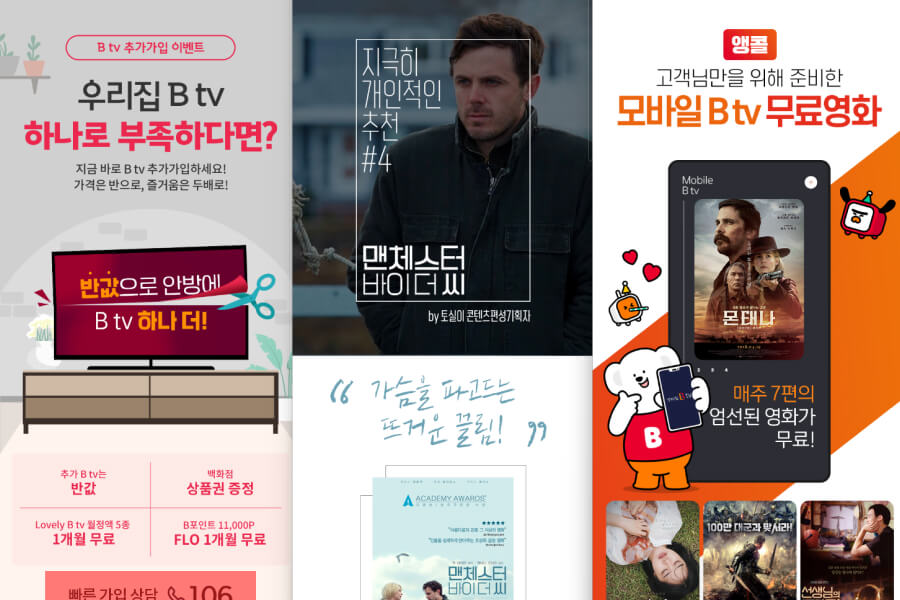 B tv 추가가입 이벤트
우리집 B tv
하나로 부족하다면?
지금 바로 B tv 추가가입하세요!
가격은 반으로, 즐거움은 두배로!
반값으로 안방에
B tv 하나 더!
추가 B tv는
반값
백화점
상품권 증정
Lovely B tv 월정액 5종
1개월 무료
B포인트 11,000P
FLO 1개월 무료
빠른 가입 상담 106
지극히
개인적인
추천
#4
맨체스터
바이 더 씨
by 토실이 콘텐츠편성기획자
“ 가슴을 파고드는
뜨거운 끌림! ”
ACADEMY AWARDS
맨체스터
바이 더 씨
앵콜
고객님만을 위해 준비한
모바일 B tv 무료영화
Mobile
B tv
몬태나
2 3 4
매주 7편의
엄선된 영화가
무료!
B
100만 대군과 맞서라!
선생님의